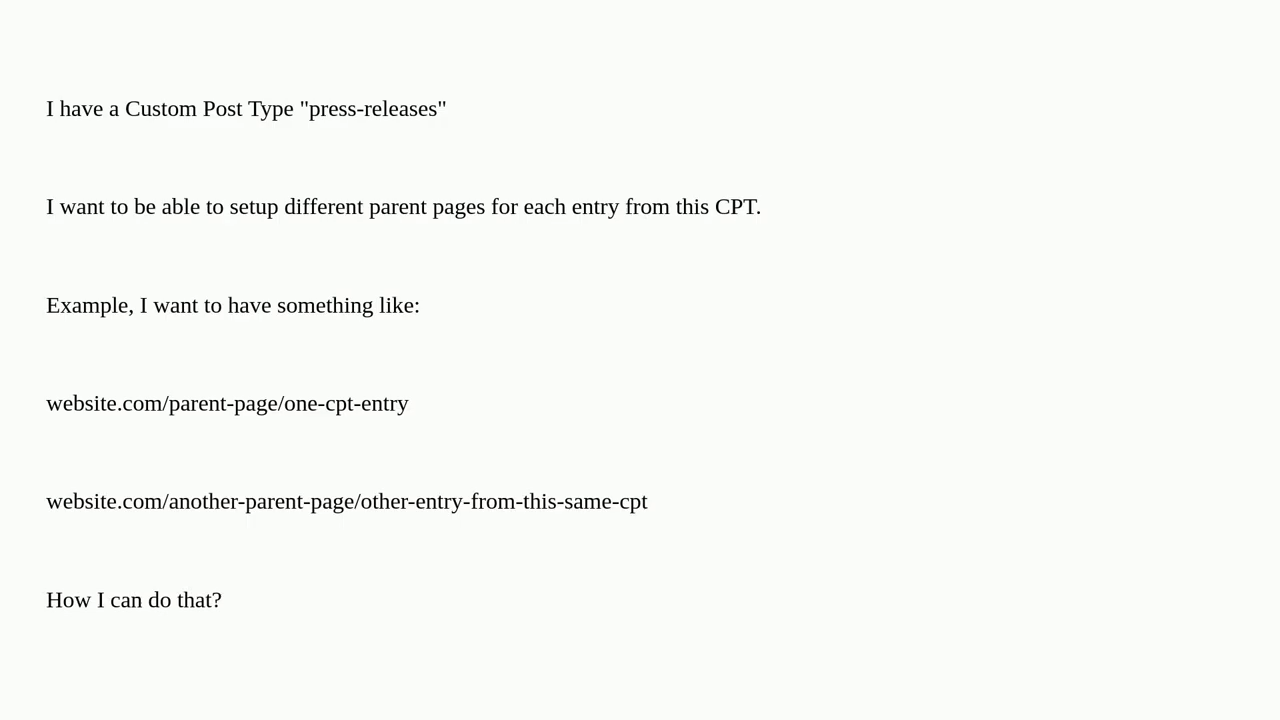 I have a Custom Post Type "press-releases"
I want to be able to setup different parent pages for each entry from this CPT.
Example, I want to have something like:
website.com/parent-page/one-cpt-entry
website.com/another-parent-page/other-entry-from-this-same-cpt
How I can do that?